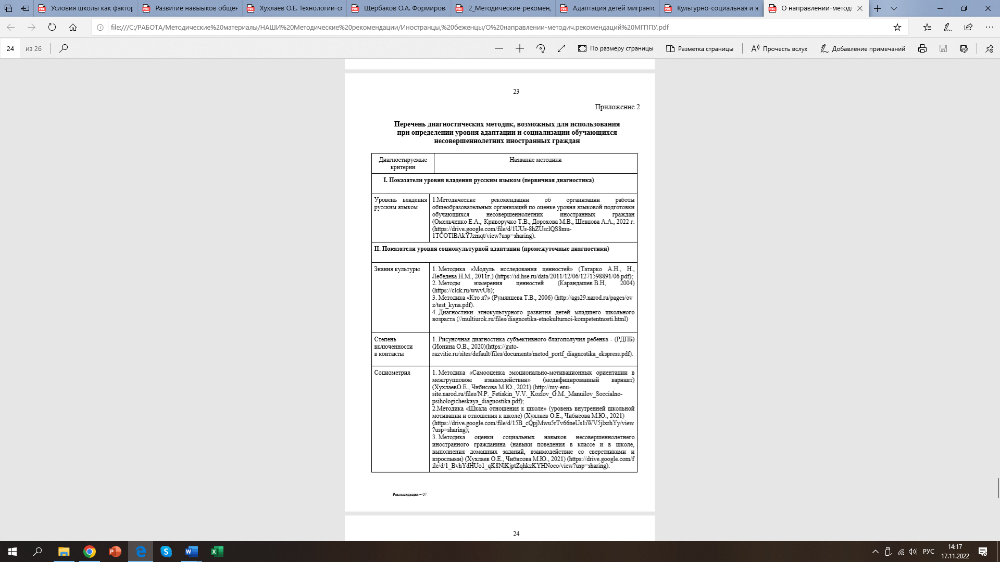 Условия школы как фактор
Развитие навыыков общен
Хухлаев О.Е. Технологии-со
Щербаков О.А. Формирова
2_Методические-рекомен,
Адаптация детей мигранто
Культурно-социальная и яз
О направлении-методи
file:///C:/РАБОТА/Методические%20материалы/НАШИ%20Методические%20рекомендации/Иностранцы,%20беженцы/О%20направлении-методич.рекомендаций%20МГППУ.pdf
24 из 26
По размеру страницы
Разметка страницы
Прочесть вслух
Добавление примечаний
23
Приложение 2
Перечень диагностических методик, возможных для использования
при определении уровня адаптации и социализации обучающихся
несовершеннолетних иностранных граждан
Диагностируемые
критерии
Название методики
I. Показатели уровня владения русским языком (первичная диагностика)
Уровень владения
русским языком
1.Методические рекомендации об организации работы
общеобразовательных организаций по оценке уровня языковой подготовки
обучающихся несовершеннолетних иностранных граждан
(Омельченко Е.А., Криворучко Т.В., Дорохова М.В., Шевцова А.А., 2022 г.
(https://drive.google.com/file/d/1UUs-8hZUsclQS8mu-
1TCOTlBAkYJzmqt/view?usp=sharing).
II. Показатели уровня социокультурной адаптации (промежуточные диагностики)
Знания культуры
1. Методика «Модуль исследования ценностей» (Татарко А.Н., Н.,
Лебедева Н.М., 2011г.) (https://id.hse.ru/data/2011/12/06/1271598891/06.pdf);
2. Методы измерения ценностей (Карандашев В.Н, 2004)
(https://clck.ru/wwvUb);
3. Методика «Кто я?» (Румянцева Т.В., 2006) (http://ags29.narod.ru/pages/ov
z/test_kyna.pdf).
4. Диагностики этнокультурного развития детей младшего школьного
возраста (//multiurok.ru/files/diagnostika-etnokulturnoi-kompetentnosti.html)
Степень
включенности
в контакты
1. Рисуночная диагностика субъективного благополучия ребенка - (РДПБ)
(Ионина О.В., 2020)(https://guto-
razvitie.ru/sites/default/files/documents/metod_portf_diagnostika_ekspress.pdf).
Социометрия
1. Методика «Самооценка эмоционально-мотивационных ориентации в
межгрупповом взаимодействии» (модифицированный вариант)
(ХухлаевО.Е., Чибисова М.Ю., 2021) (http://my-enu-
site.narod.ru/files/N.P._Fetiskin_V.V._Kozlov_G.M._Manuilov_Soccialno-
psihologicheskaya_diagnostika.pdf);
2.Методика «Шкала отношения к школе» (уровень внутренней школьной
мотивации и отношения к школе) (Хухлаев О.Е., Чибисова М.Ю., 2021)
(https://drive.google.com/file/d/15B_cQpjMwu5rTv66neUs1iWV5jlxrhYy/view
?usp=sharing);
3. Методика оценки социальных навыков несовершеннолетнего
иностранного гражданина (навыки поведения в классе и в школе,
выполнения домашних заданий, взаимодействие со сверстниками и
взрослыми) (Хухлаев О.Е., Чибисова М.Ю., 2021) (https://drive.google.com/f
ile/d/1_BvhYdHUo1_qK8NlKjptZqhkzKYHNoeo/view?usp=sharing).
Рекомендации – 07
24
РУС
14:17
17.11.2022